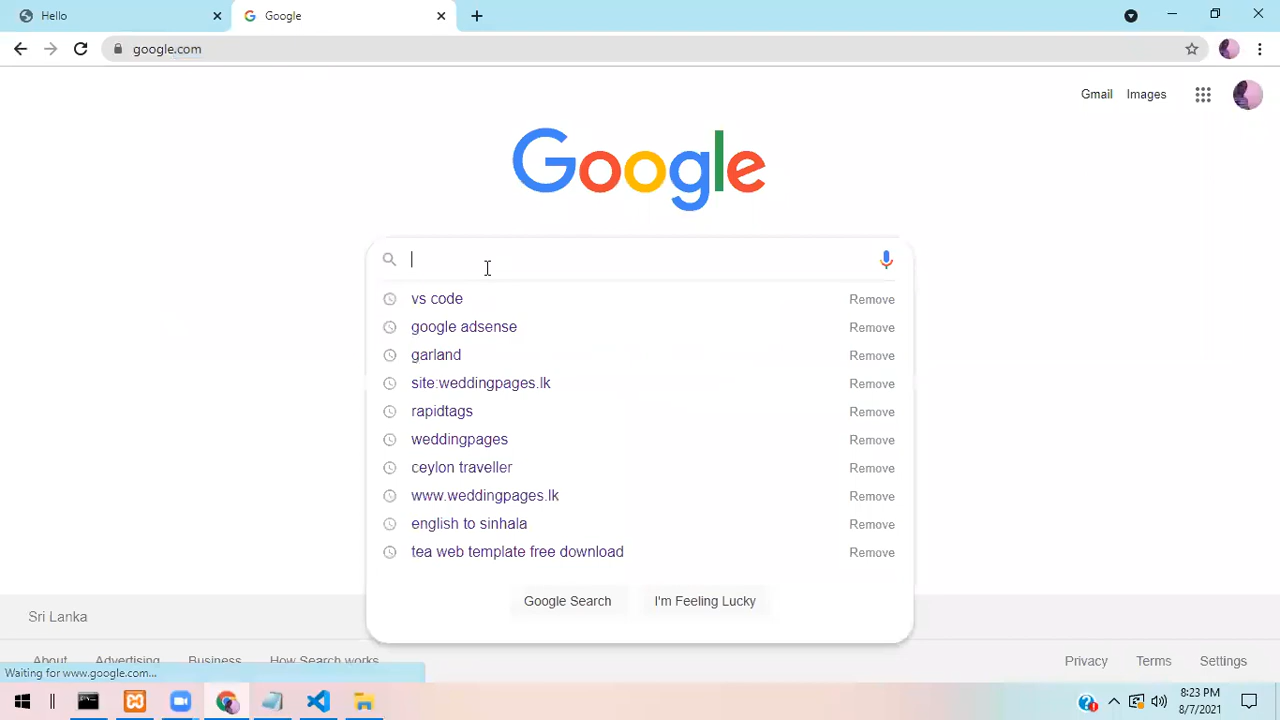 Hello
Google
google.com
Gmail Images
Google
vs code Remove
google adsense Remove
garland Remove
site:weddingpages.lk Remove
rapidtags Remove
weddingpages Remove
ceylon traveller Remove
www.weddingpages.lk Remove
english to sinhala Remove
tea web template free download Remove
Google Search I'm Feeling Lucky
Sri Lanka
About Advertising Business How Search works Privacy Terms Settings
Waiting for www.google.com...
8:23 PM
8/7/2021